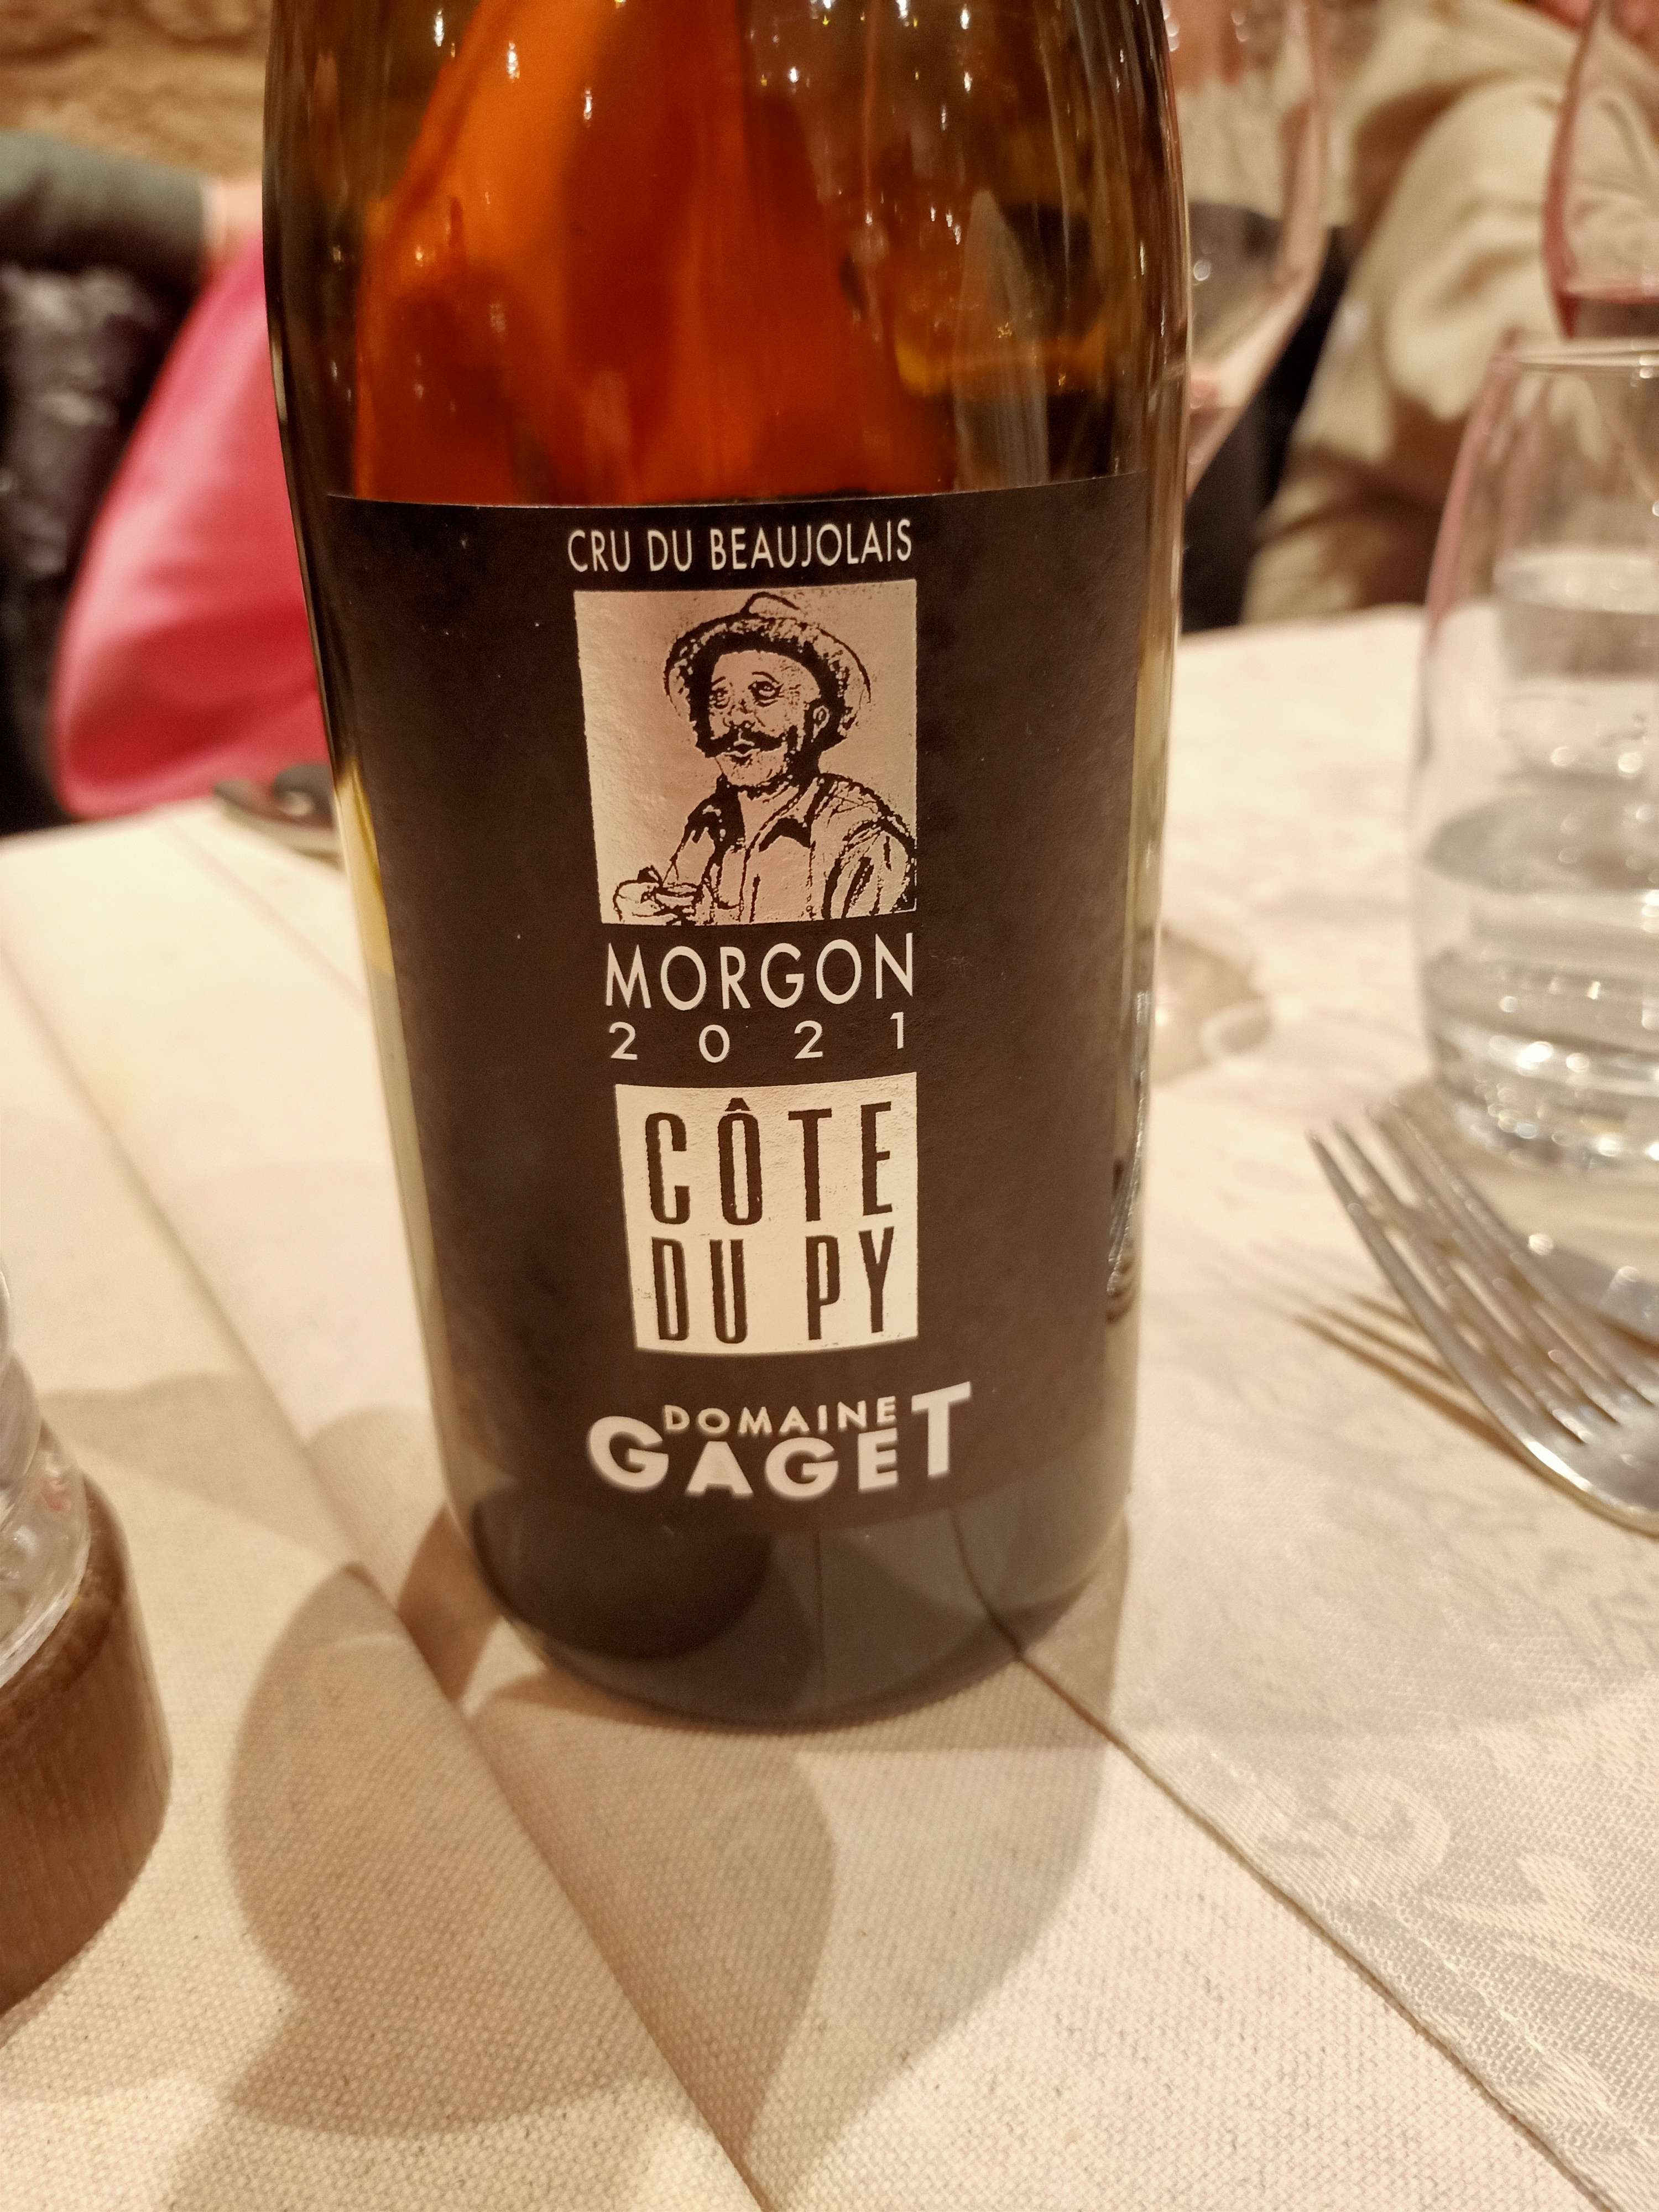 CRU DU BEAUJOLAIS
MORGON
2021
CÔTE
DU PY
DOMAINE
GAGET